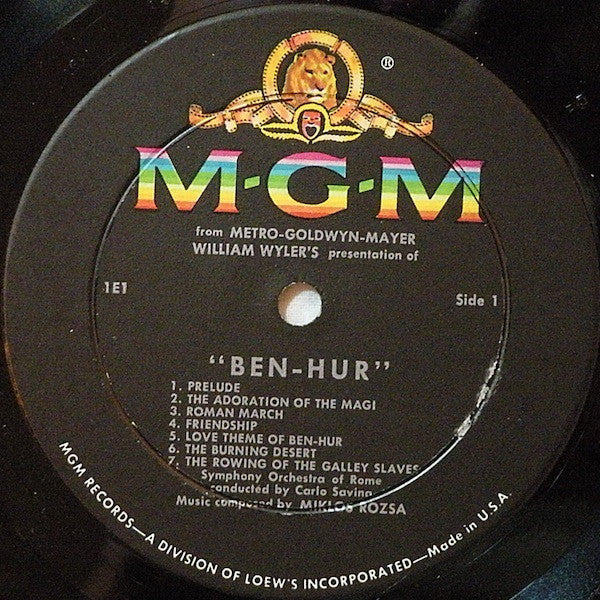 ®
M·G·M
from METRO-GOLDWYN-MAYER
WILLIAM WYLER'S presentation of
1E1
Side 1
"BEN-HUR"
1. PRELUDE
2. THE ADORATION OF THE MAGI
3. ROMAN MARCH
4. FRIENDSHIP
5. LOVE THEME OF BEN-HUR
6. THE BURNING DESERT
7. THE ROWING OF THE GALLEY SLAVES
Symphony Orchestra of Rome
conducted by Carlo Savina
Music composed by MIKLOS ROZSA
MGM RECORDS—A DIVISION OF LOEW'S INCORPORATED—Made in U.S.A.